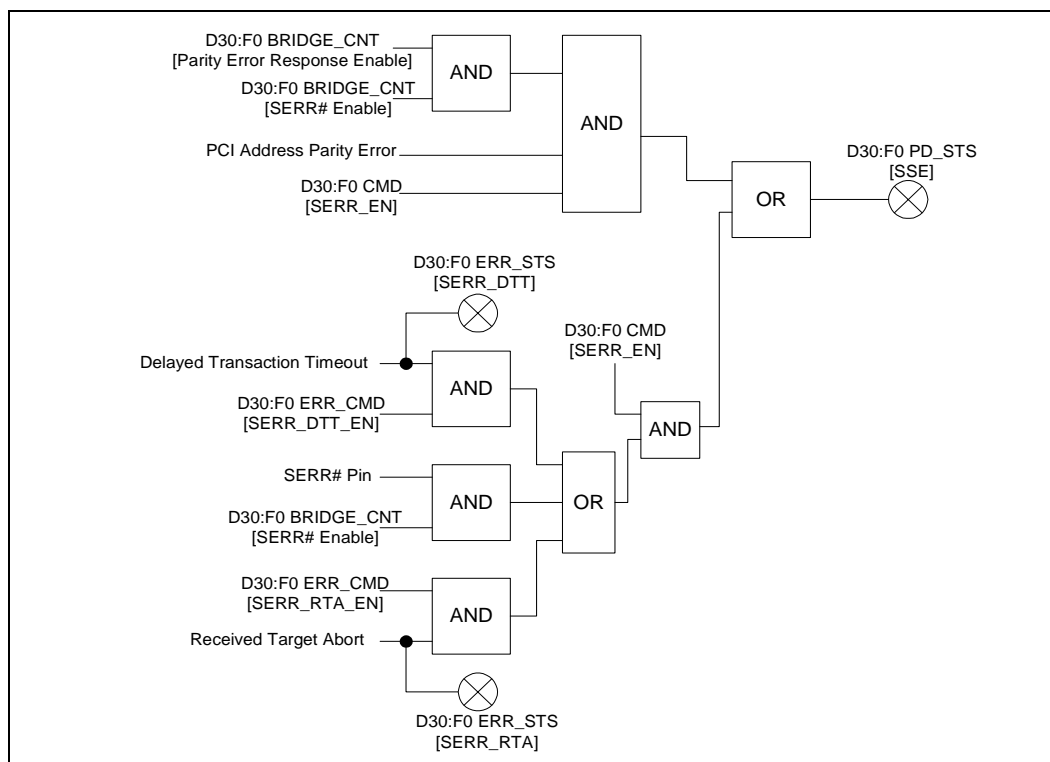 D30:F0 BRIDGE_CNT
[Parity Error Response Enable]
AND
D30:F0 BRIDGE_CNT
[SERR# Enable]
AND
PCI Address Parity Error
D30:F0 CMD
[SERR_EN]
OR
D30:F0 PD_STS
[SSE]
D30:F0 ERR_STS
[SERR_DTT]
Delayed Transaction Timeout
AND
D30:F0 ERR_CMD
[SERR_DTT_EN]
D30:F0 CMD
[SERR_EN]
AND
SERR# Pin
AND
OR
D30:F0 BRIDGE_CNT
[SERR# Enable]
D30:F0 ERR_CMD
[SERR_RTA_EN]
AND
Received Target Abort
D30:F0 ERR_STS
[SERR_RTA]